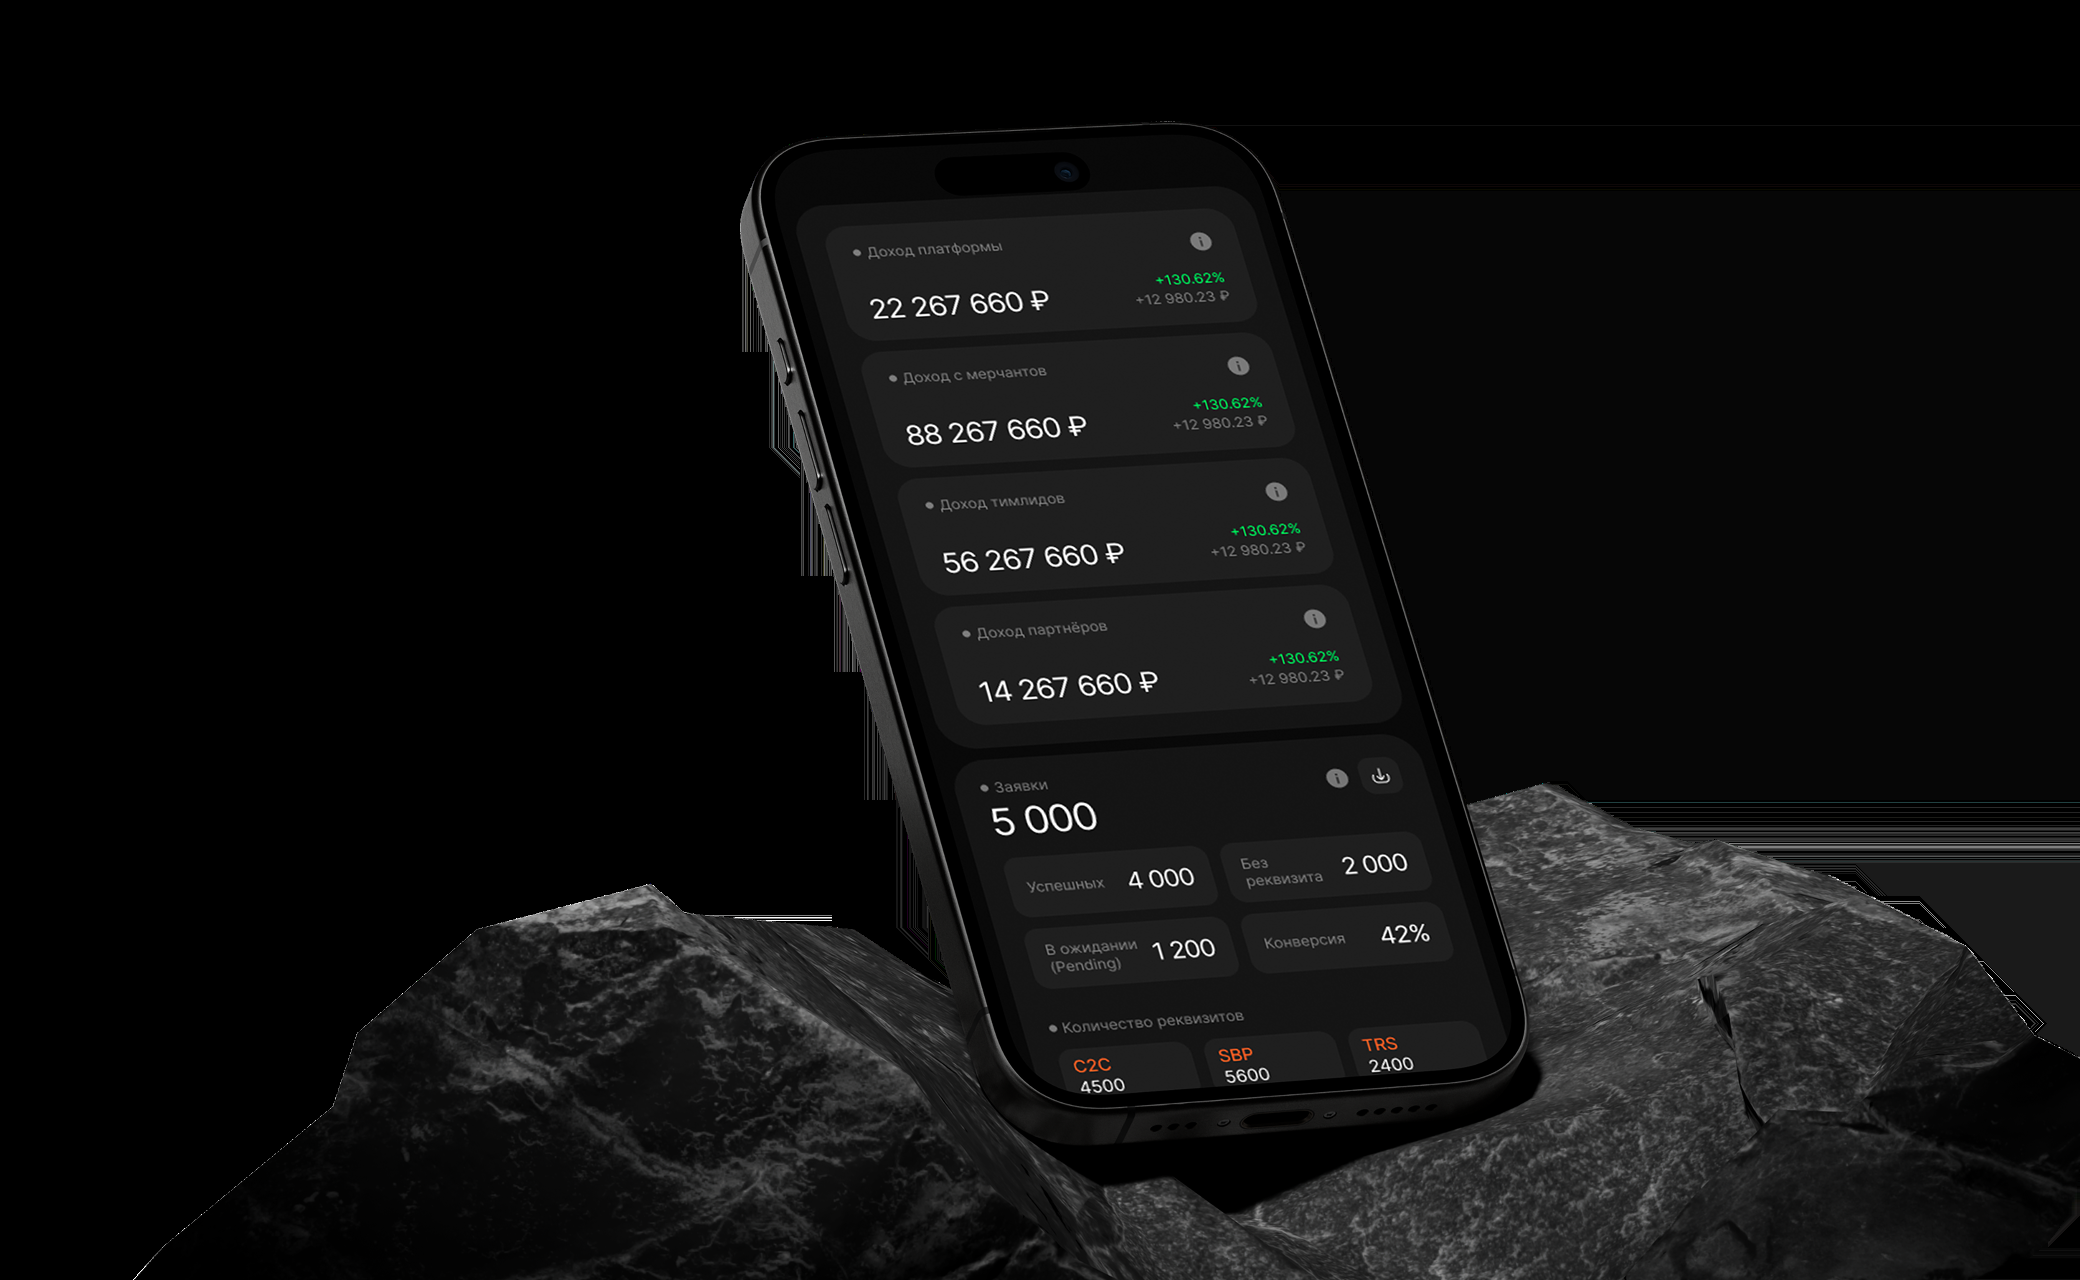 Доход платформы
22 267 660 ₽
+130.62%
+12 980.23 ₽
Доход с мерчантов
88 267 660 ₽
+130.62%
+12 980.23 ₽
Доход тимлидов
56 267 660 ₽
+130.62%
+12 980.23 ₽
Доход партнёров
14 267 660 ₽
+130.62%
+12 980.23 ₽
Заявки
5 000
Успешных
4 000
Без
реквизита
2 000
В ожидании
(Pending)
1 200
Конверсия
42%
Количество реквизитов
C2C
4500
SBP
5600
TRS
2400